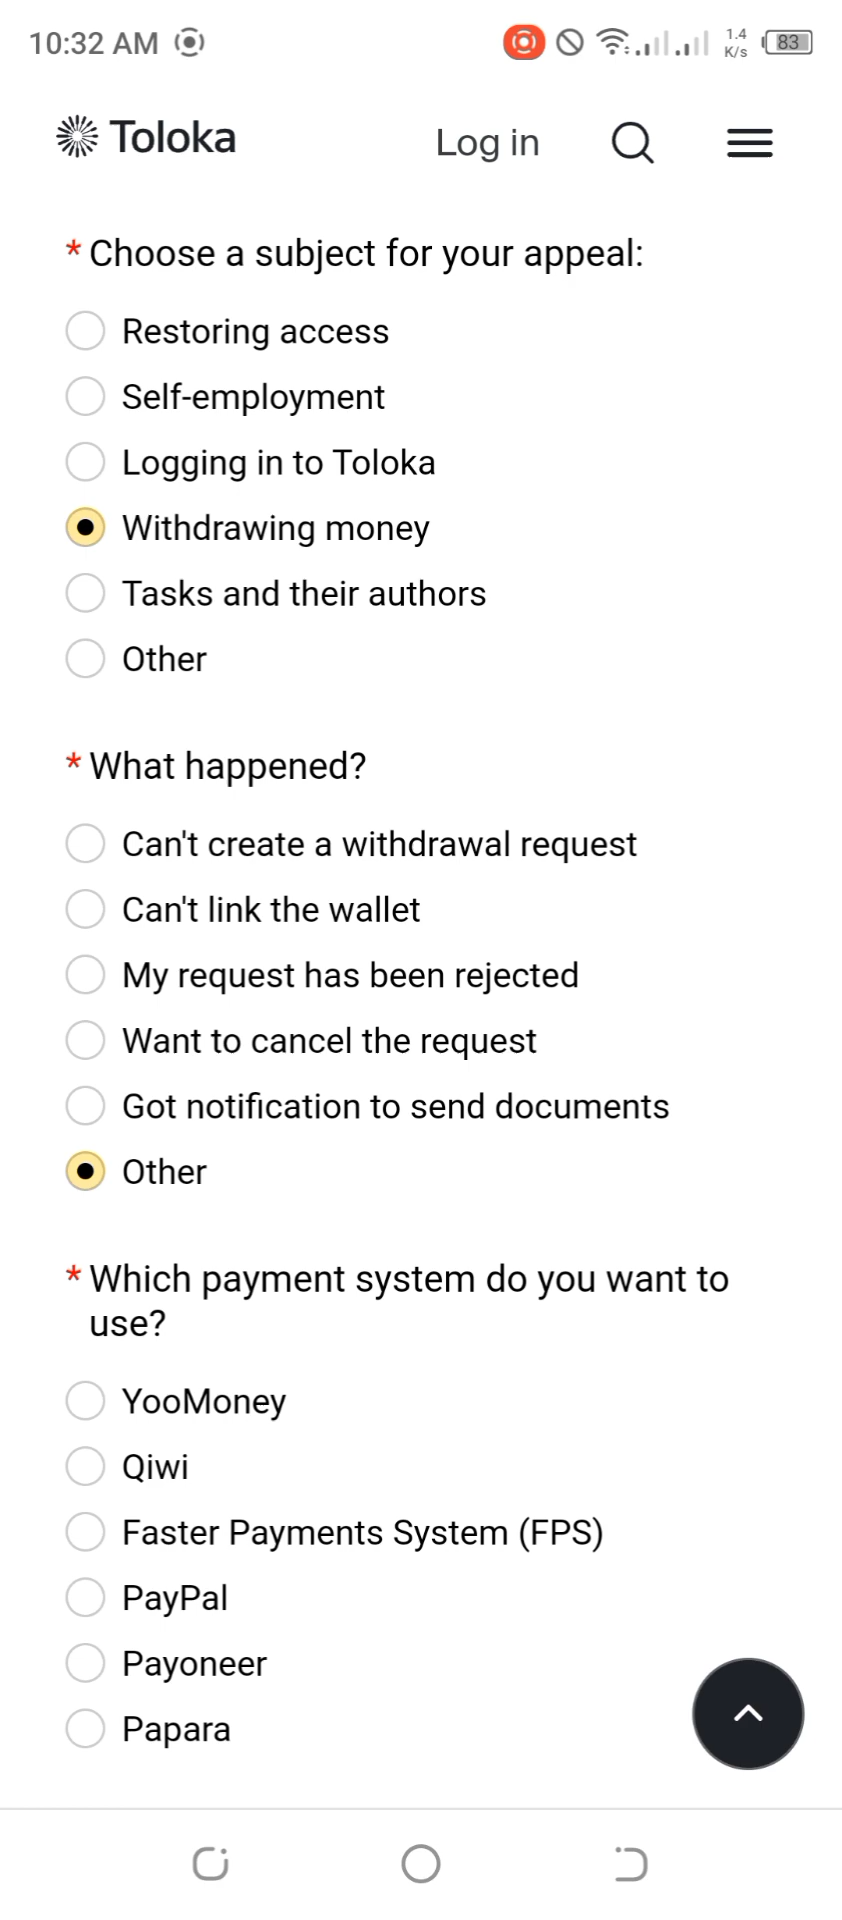 10:32 AM
1.4
K/s
83
Toloka
Log in
* Choose a subject for your appeal:
Restoring access
Self-employment
Logging in to Toloka
Withdrawing money
Tasks and their authors
Other
* What happened?
Can't create a withdrawal request
Can't link the wallet
My request has been rejected
Want to cancel the request
Got notification to send documents
Other
* Which payment system do you want to
use?
YooMoney
Qiwi
Faster Payments System (FPS)
PayPal
Payoneer
Papara